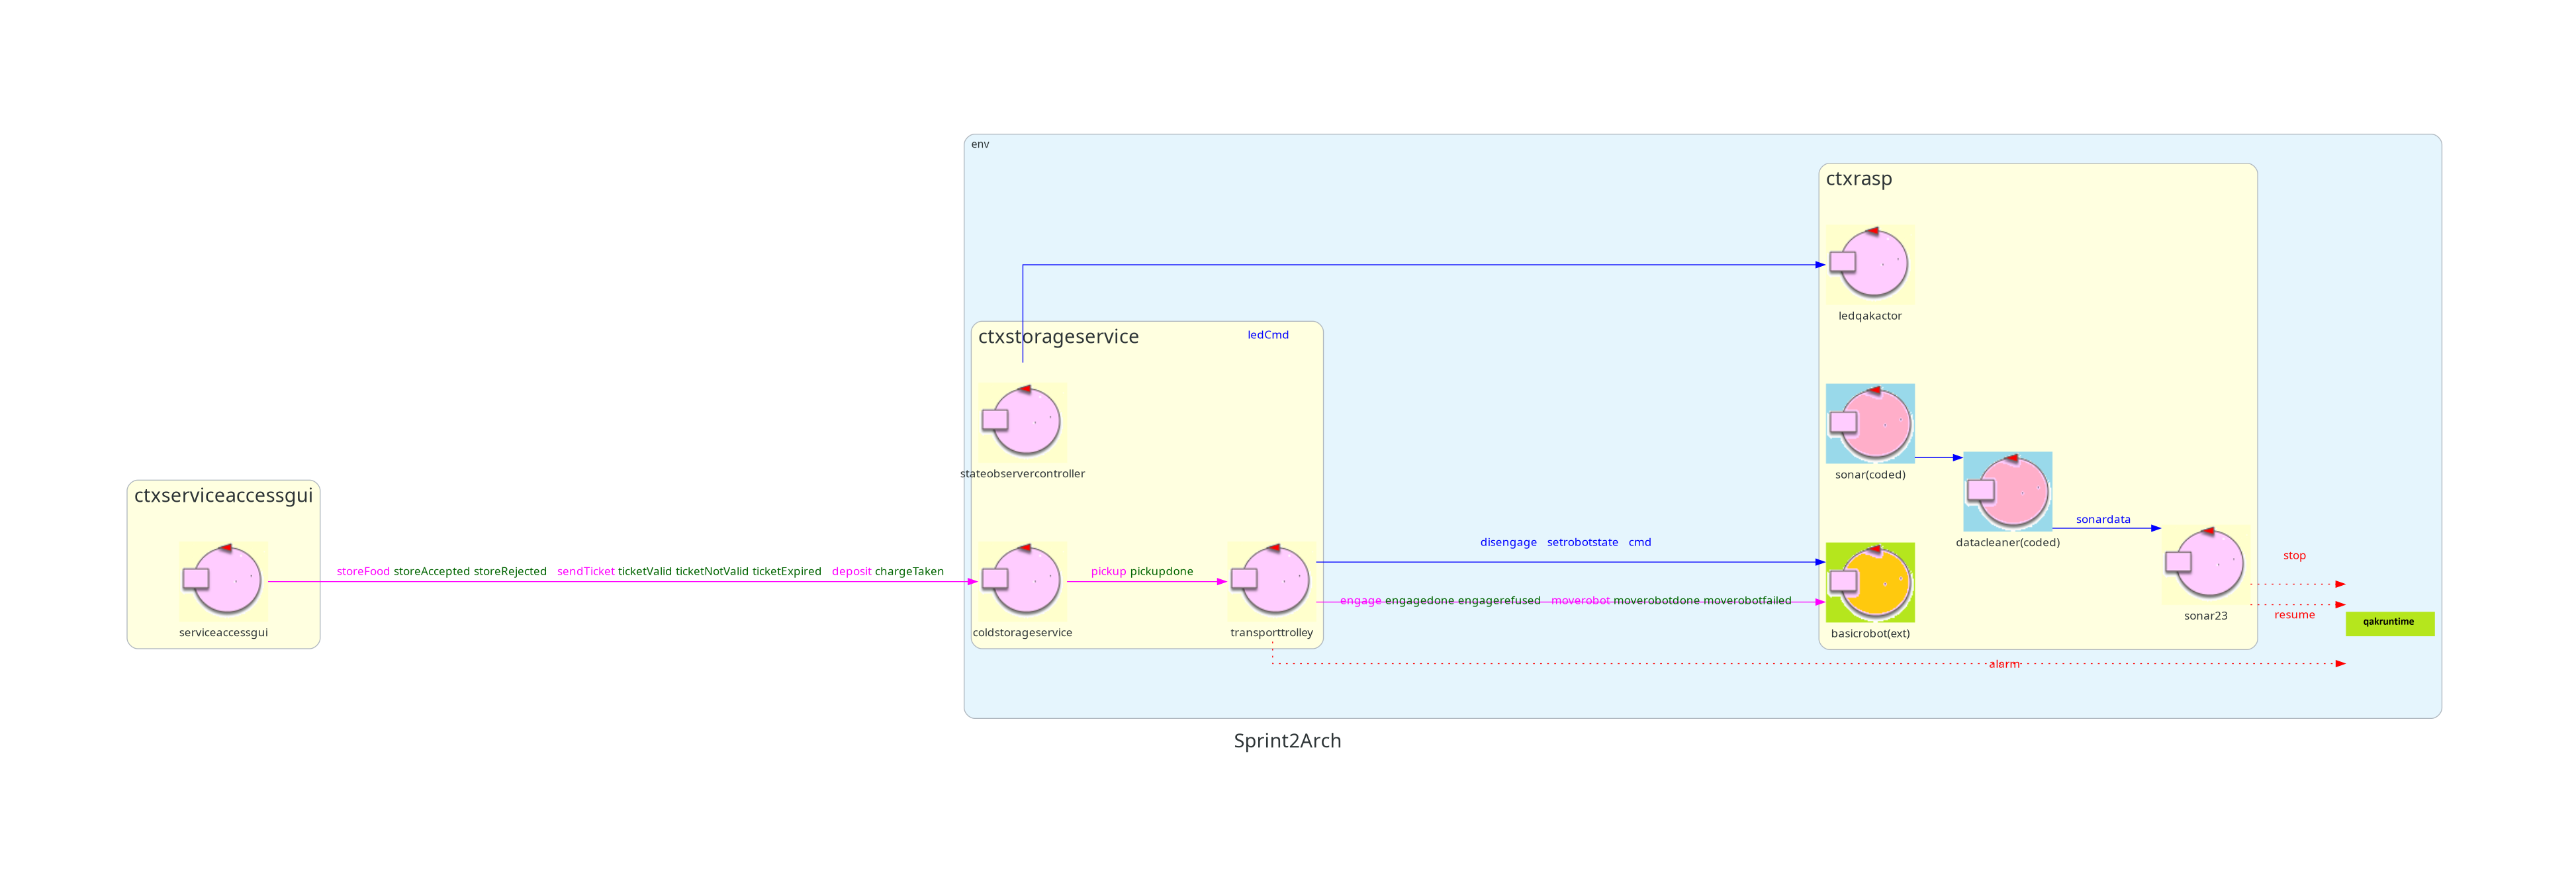 env
ctxrasp
ledqakactor
ctxstorageservice
ledCmd
stateobservercontroller
sonar(coded)
ctxserviceaccessgui
sonardata
datacleaner(coded)
disengage setrobotstate cmd
stop
storeFood storeAccepted storeRejected sendTicket ticketValid ticketNotValid ticketExpired deposit chargeTaken
pickup pickupdone
engage engagedone engagerefused moverobot moverobotdone moverobotfailed
resume
sonar23
qakruntime
serviceaccessgui
coldstorageservice
transporttrolley
basicrobot(ext)
alarm
Sprint2Arch